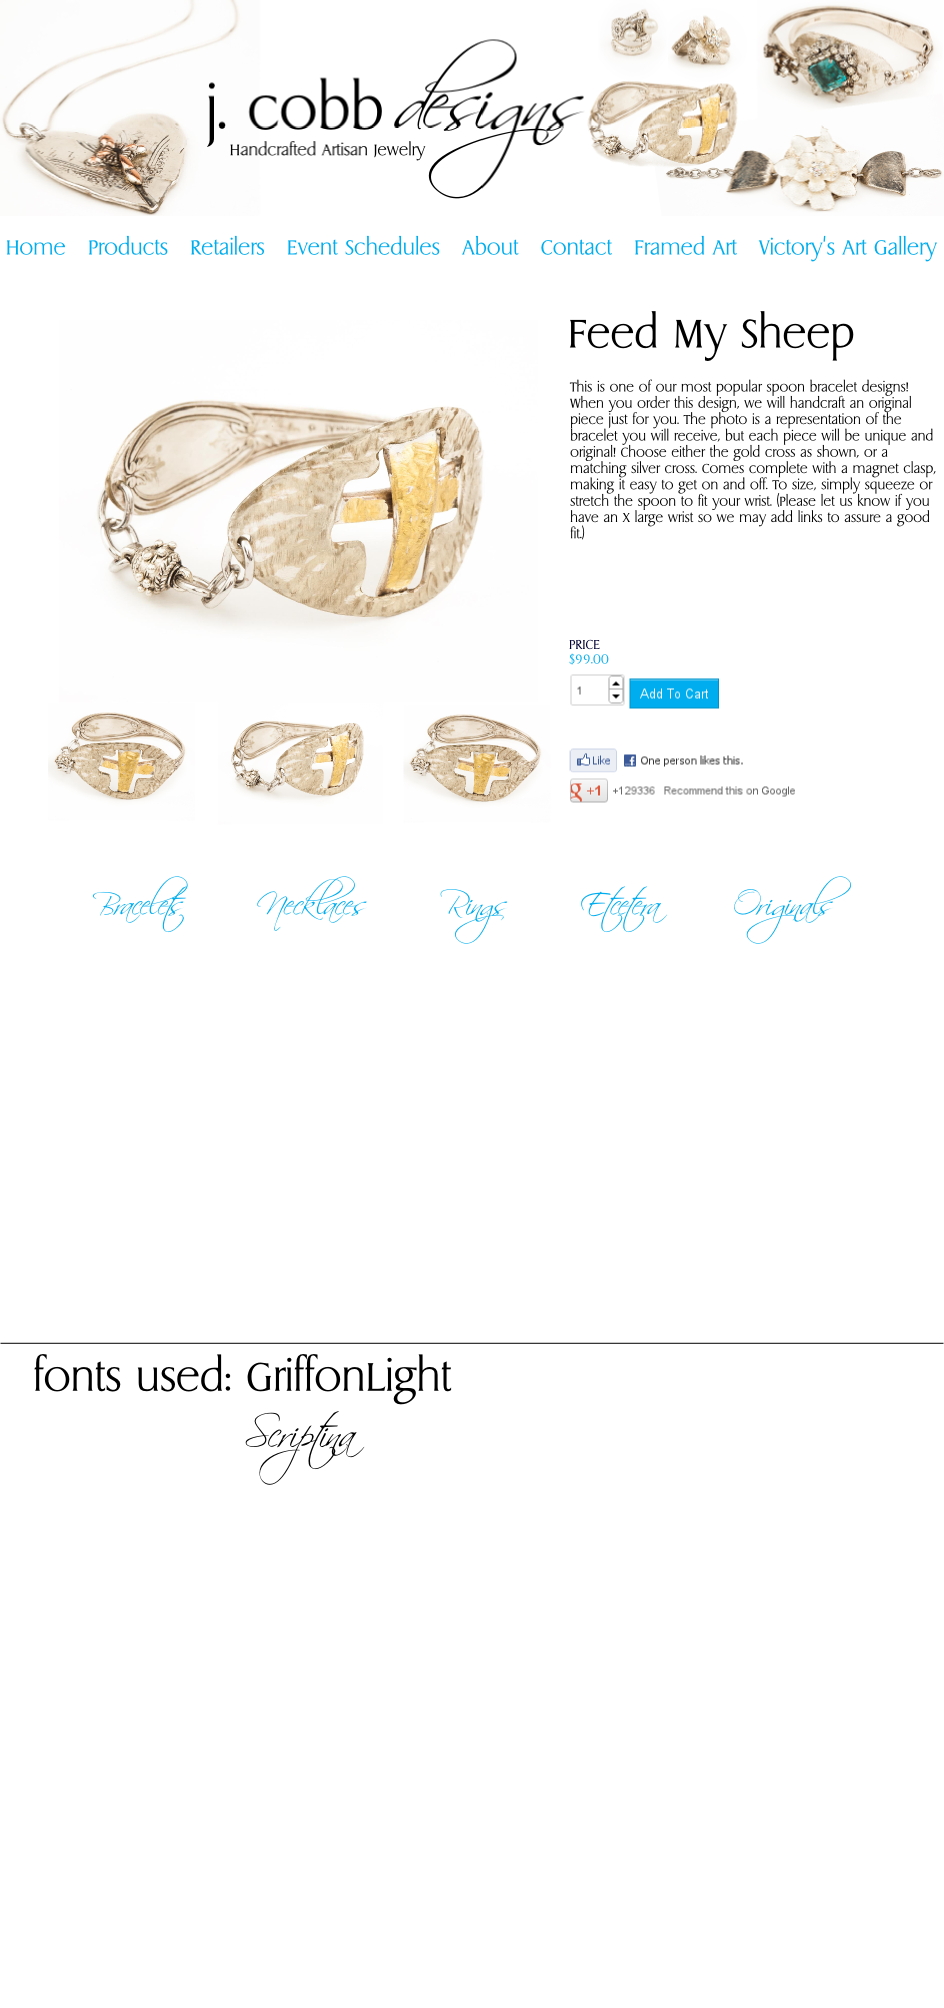 j. cobb designs
Handcrafted Artisan Jewelry
Home Products Retailers Event Schedules About Contact Framed Art Victory's Art Gallery
Feed My Sheep
This is one of our most popular spoon bracelet designs!
When you order this design, we will handcraft an original
piece just for you. The photo is a representation of the
bracelet you will receive, but each piece will be unique and
original! Choose either the gold cross as shown, or a
matching silver cross. Comes complete with a magnet clasp,
making it easy to get on and off. To size, simply squeeze or
stretch the spoon to fit your wrist. (Please let us know if you
have an X large wrist so we may add links to assure a good
fit.)
PRICE
$99.00
1 Add To Cart
Like One person likes this.
+1 +129336 Recommend this on Google
Bracelets Necklaces Rings Etcetera Originals
fonts used: GriffonLight
Scriptina